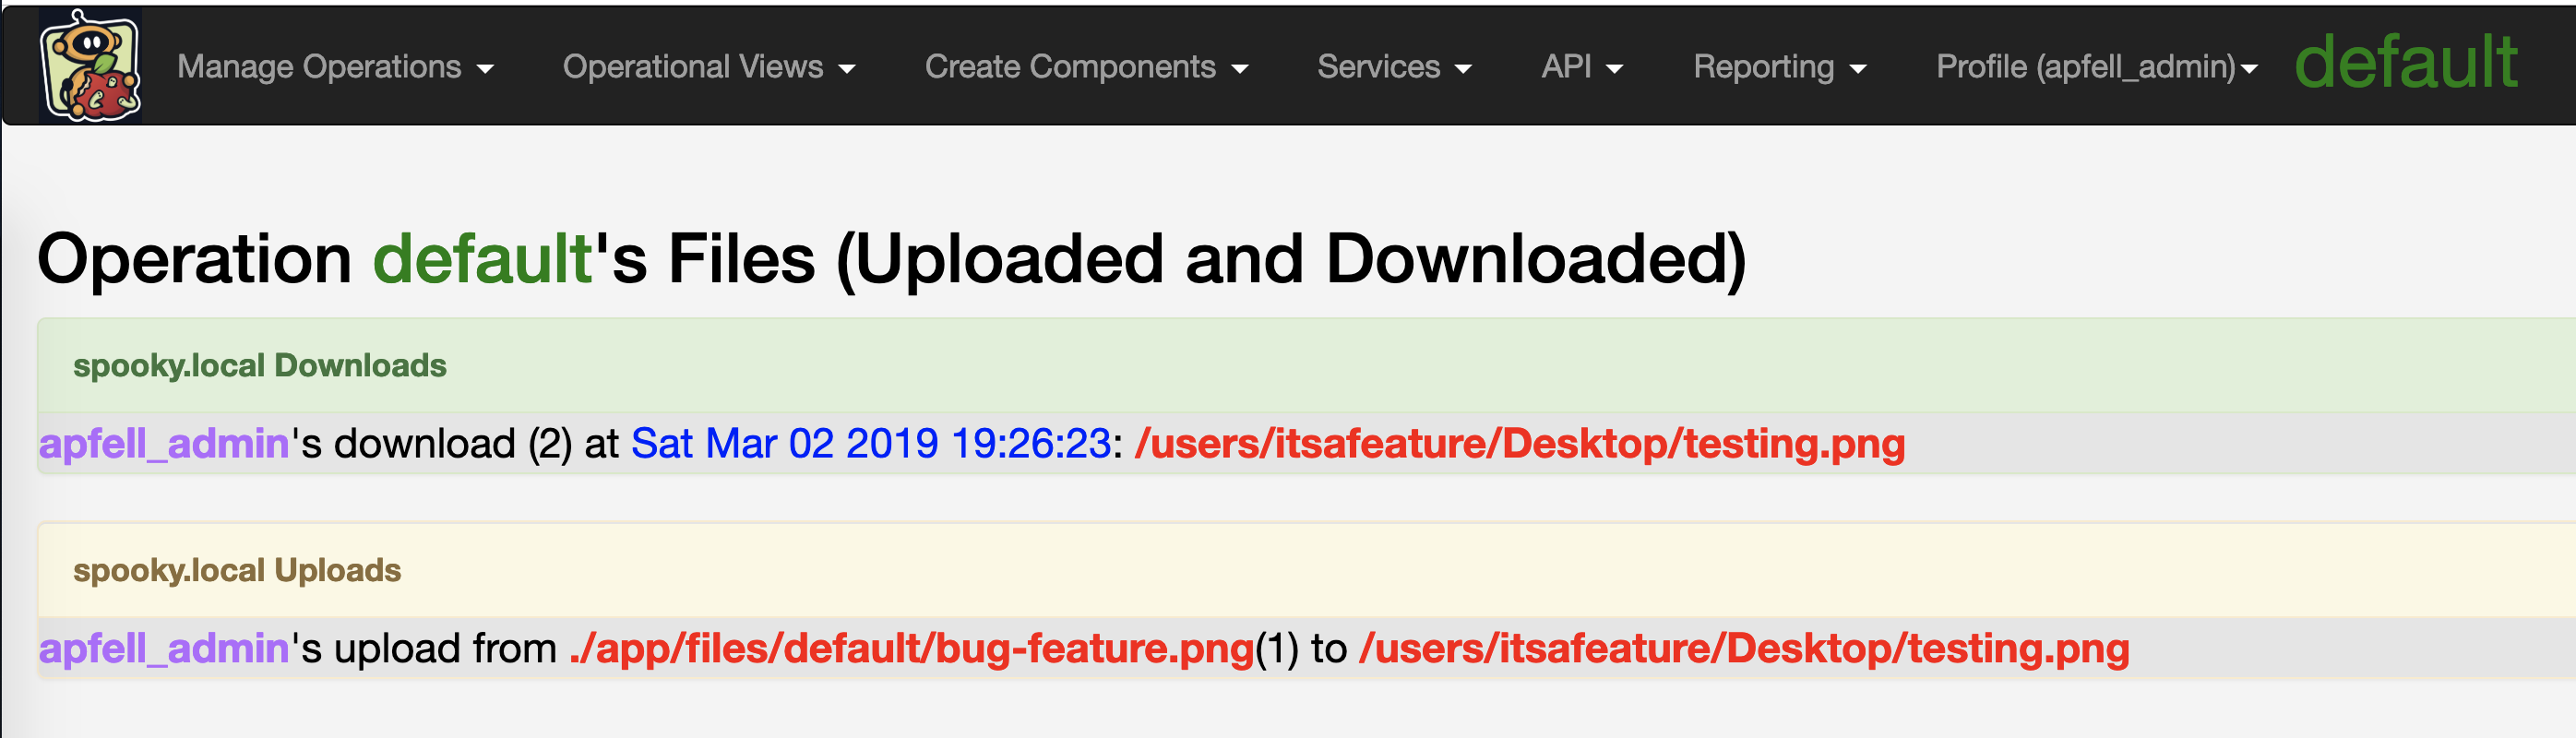 Manage Operations Operational Views Create Components Services API Reporting Profile (apfell_admin) default
Operation default's Files (Uploaded and Downloaded)
spooky.local Downloads
apfell_admin's download (2) at Sat Mar 02 2019 19:26:23: /users/itsafeature/Desktop/testing.png
spooky.local Uploads
apfell_admin's upload from ./app/files/default/bug-feature.png(1) to /users/itsafeature/Desktop/testing.png